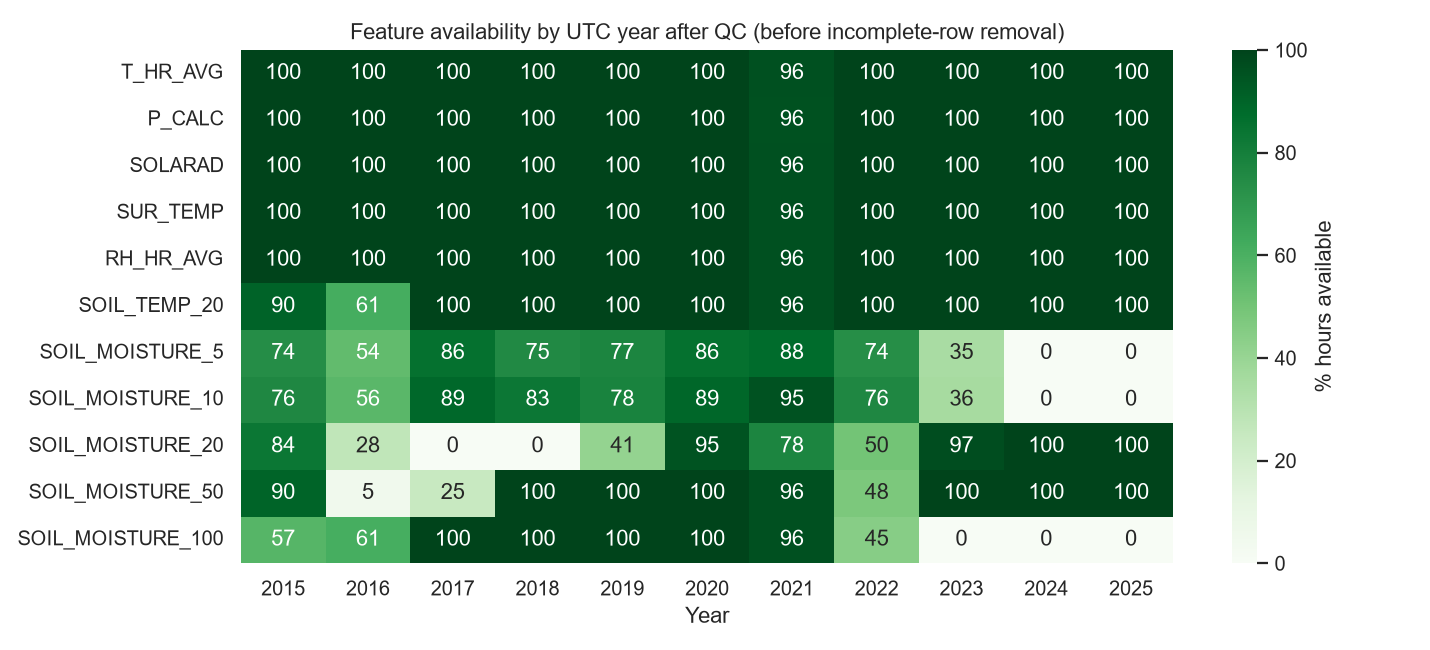 Feature availability by UTC year after QC (before incomplete-row removal)
T_HR_AVG 100 100 100 100 100 100 96 100 100 100 100
P_CALC 100 100 100 100 100 100 96 100 100 100 100
SOLARAD 100 100 100 100 100 100 96 100 100 100 100
SUR_TEMP 100 100 100 100 100 100 96 100 100 100 100
RH_HR_AVG 100 100 100 100 100 100 96 100 100 100 100
SOIL_TEMP_20 90 61 100 100 100 100 96 100 100 100 100
SOIL_MOISTURE_5 74 54 86 75 77 86 88 74 35 0 0
SOIL_MOISTURE_10 76 56 89 83 78 89 95 76 36 0 0
SOIL_MOISTURE_20 84 28 0 0 41 95 78 50 97 100 100
SOIL_MOISTURE_50 90 5 25 100 100 100 96 48 100 100 100
SOIL_MOISTURE_100 57 61 100 100 100 100 96 45 0 0 0
2015 2016 2017 2018 2019 2020 2021 2022 2023 2024 2025
Year
100
80
60
40
20
0
% hours available